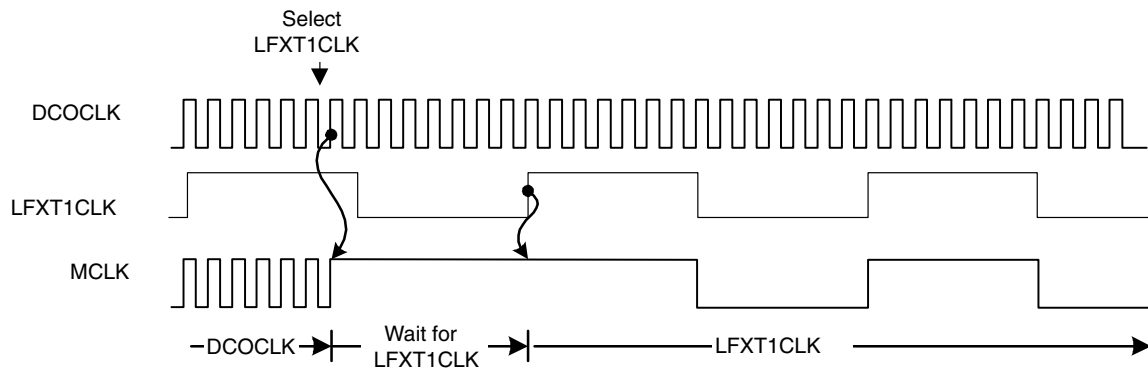 Select
LFXT1CLK
DCOCLK
LFXT1CLK
MCLK
DCOCLK
Wait for
LFXT1CLK
LFXT1CLK